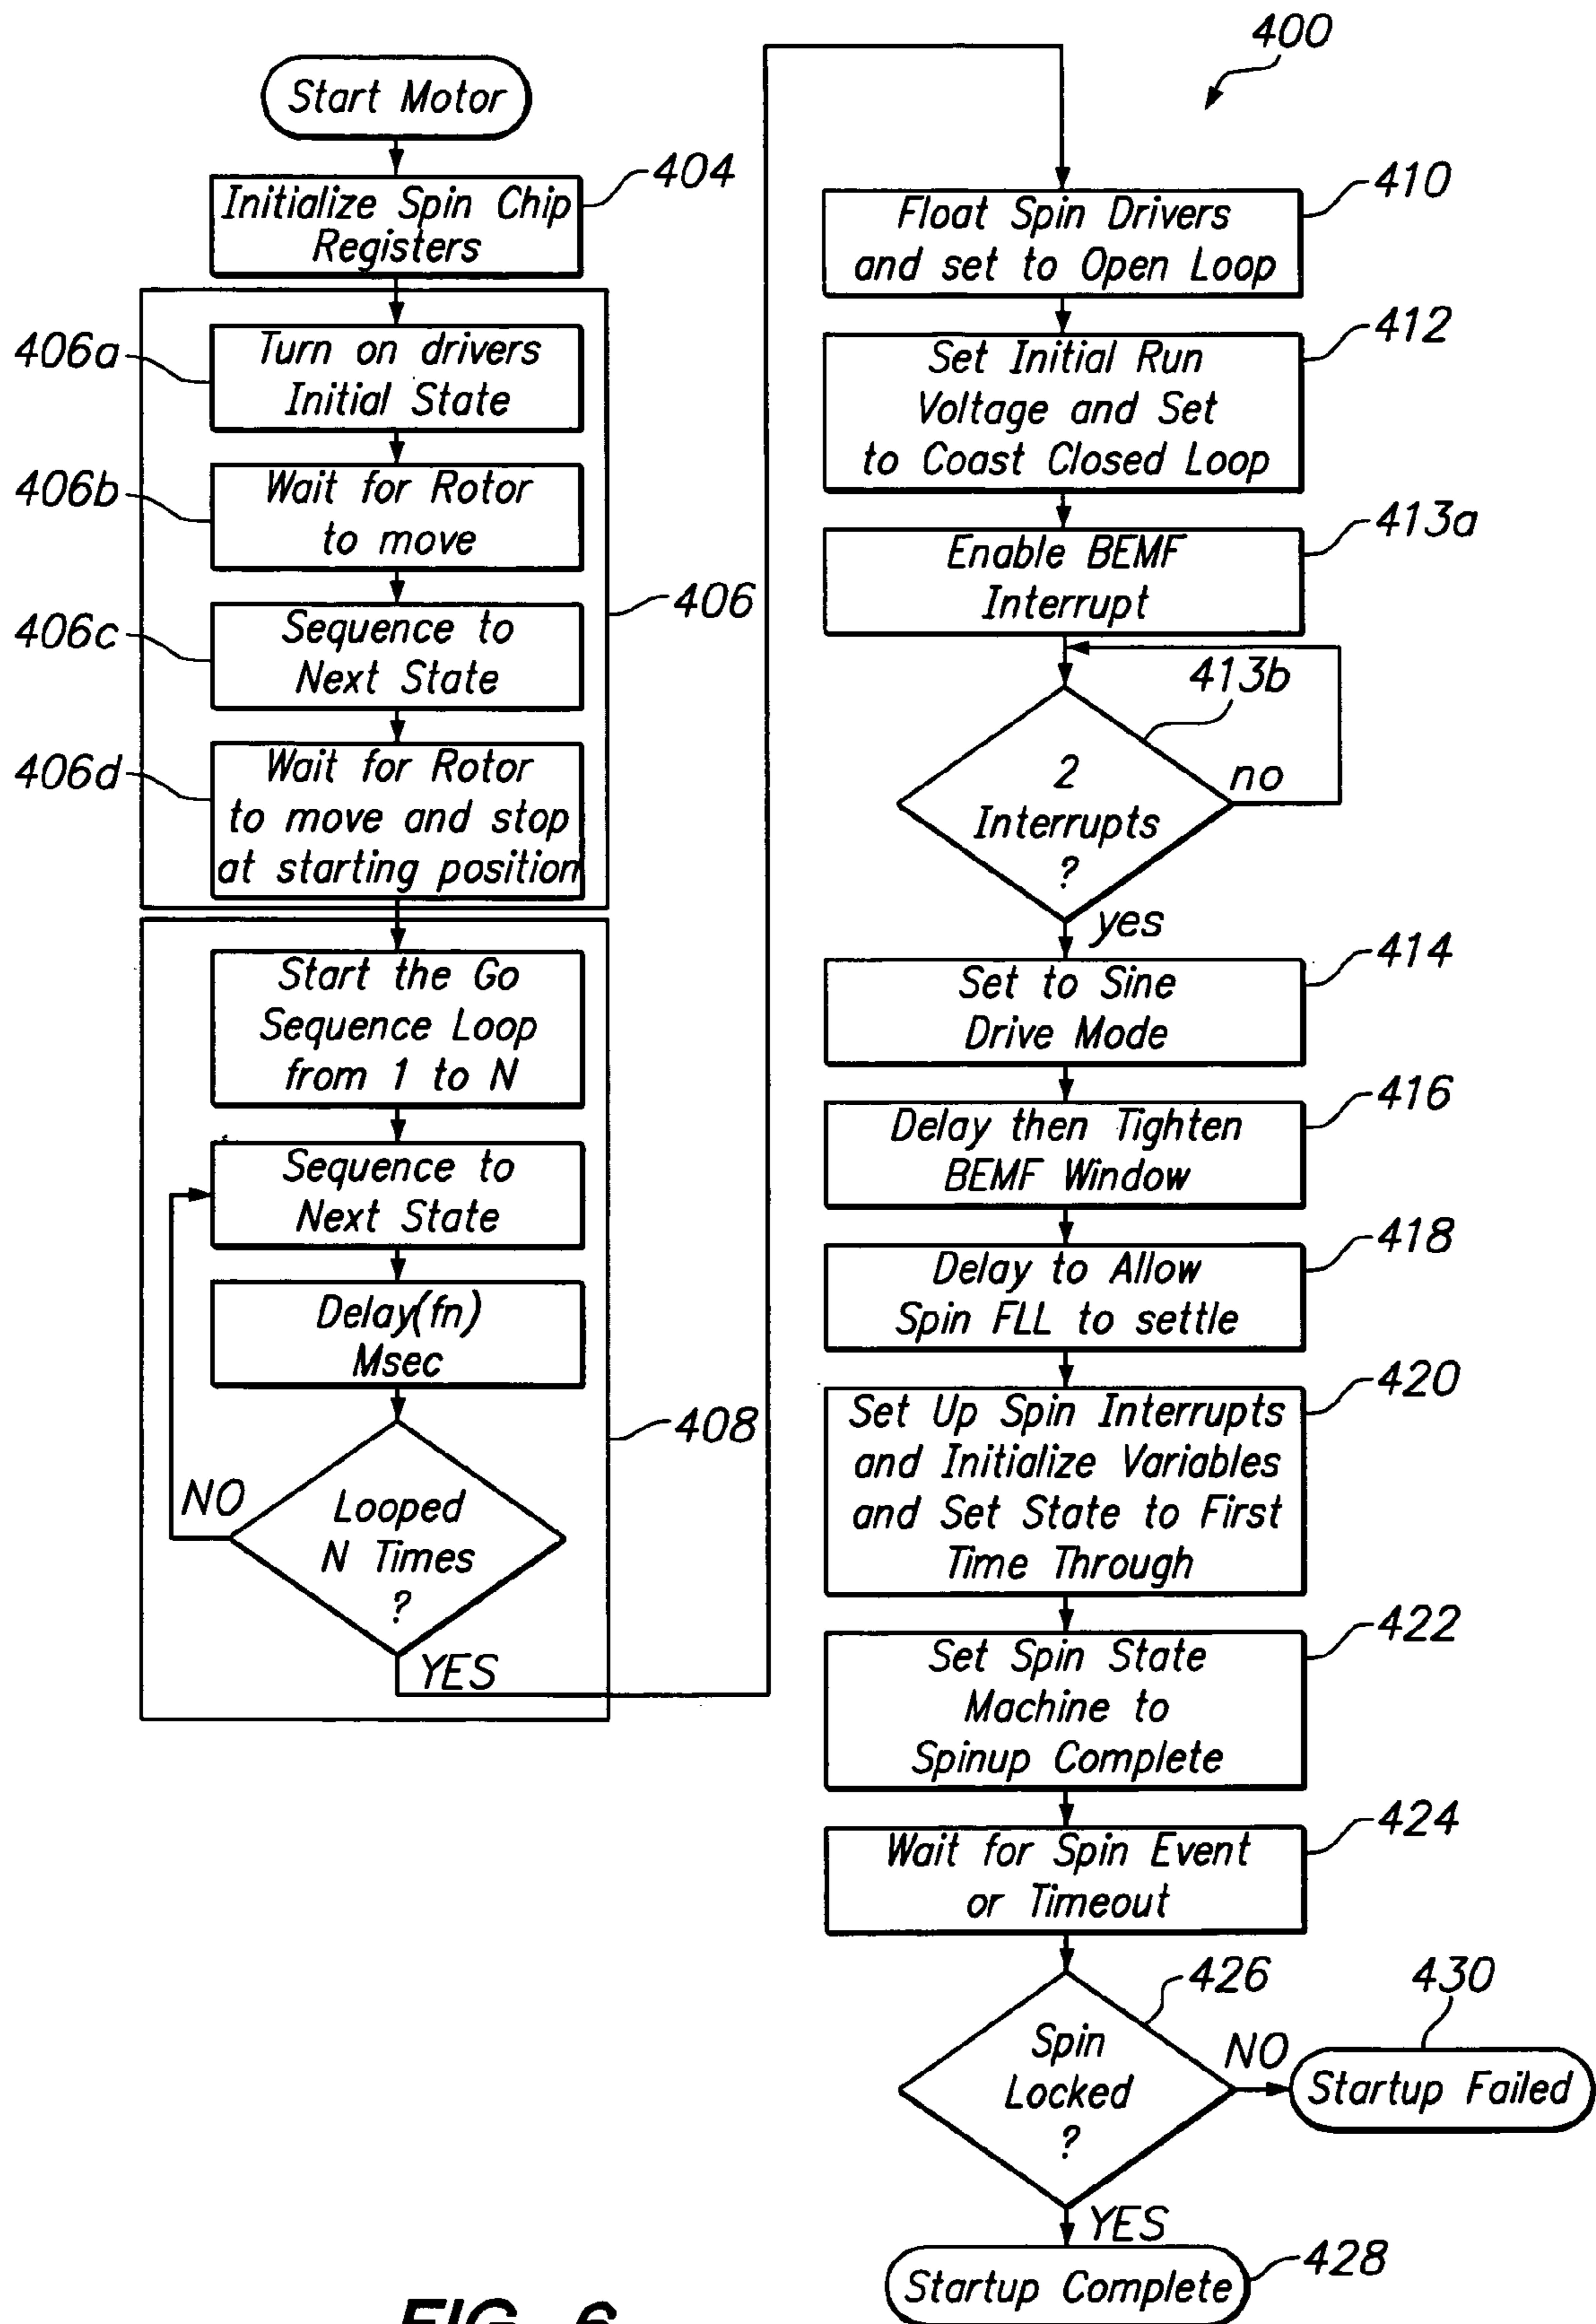 400
Start Motor
404
Initialize Spin Chip
Registers
406a
Turn on drivers
Initial State
406b
Wait for Rotor
to move
406
406c
Sequence to
Next State
406d
Wait for Rotor
to move and stop
at starting position
Start the Go
Sequence Loop
from 1 to N
Sequence to
Next State
Delay(fn)
Msec
408
NO
Looped
N Times
?
YES
410
Float Spin Drivers
and set to Open Loop
412
Set Initial Run
Voltage and Set
to Coast Closed Loop
413a
Enable BEMF
Interrupt
413b
2
Interrupts
?
no
yes
414
Set to Sine
Drive Mode
416
Delay then Tighten
BEMF Window
418
Delay to Allow
Spin FLL to settle
420
Set Up Spin Interrupts
and Initialize Variables
and Set State to First
Time Through
422
Set Spin State
Machine to
Spinup Complete
424
Wait for Spin Event
or Timeout
426
Spin
Locked
?
NO
430
Startup Failed
YES
428
Startup Complete
FIG. 6